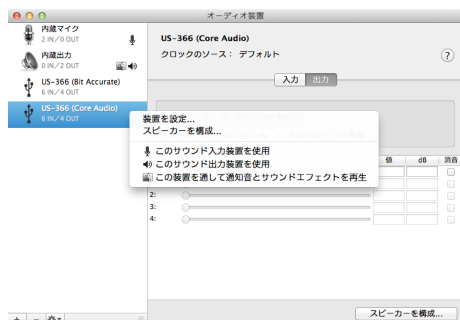 オーディオ装置
内蔵マイク
2 IN/0 OUT
内蔵出力
0 IN/2 OUT
US-366 (Bit Accurate)
6 IN/4 OUT
US-366 (Core Audio)
6 IN/4 OUT
US-366 (Core Audio)
クロックのソース： デフォルト
?
入力 出力
装置を設定...
スピーカーを構成...
このサウンド入力装置を使用
このサウンド出力装置を使用
この装置を通して通知音とサウンドエフェクトを再生
値 dB 消音
2:
3:
4:
スピーカーを構成...